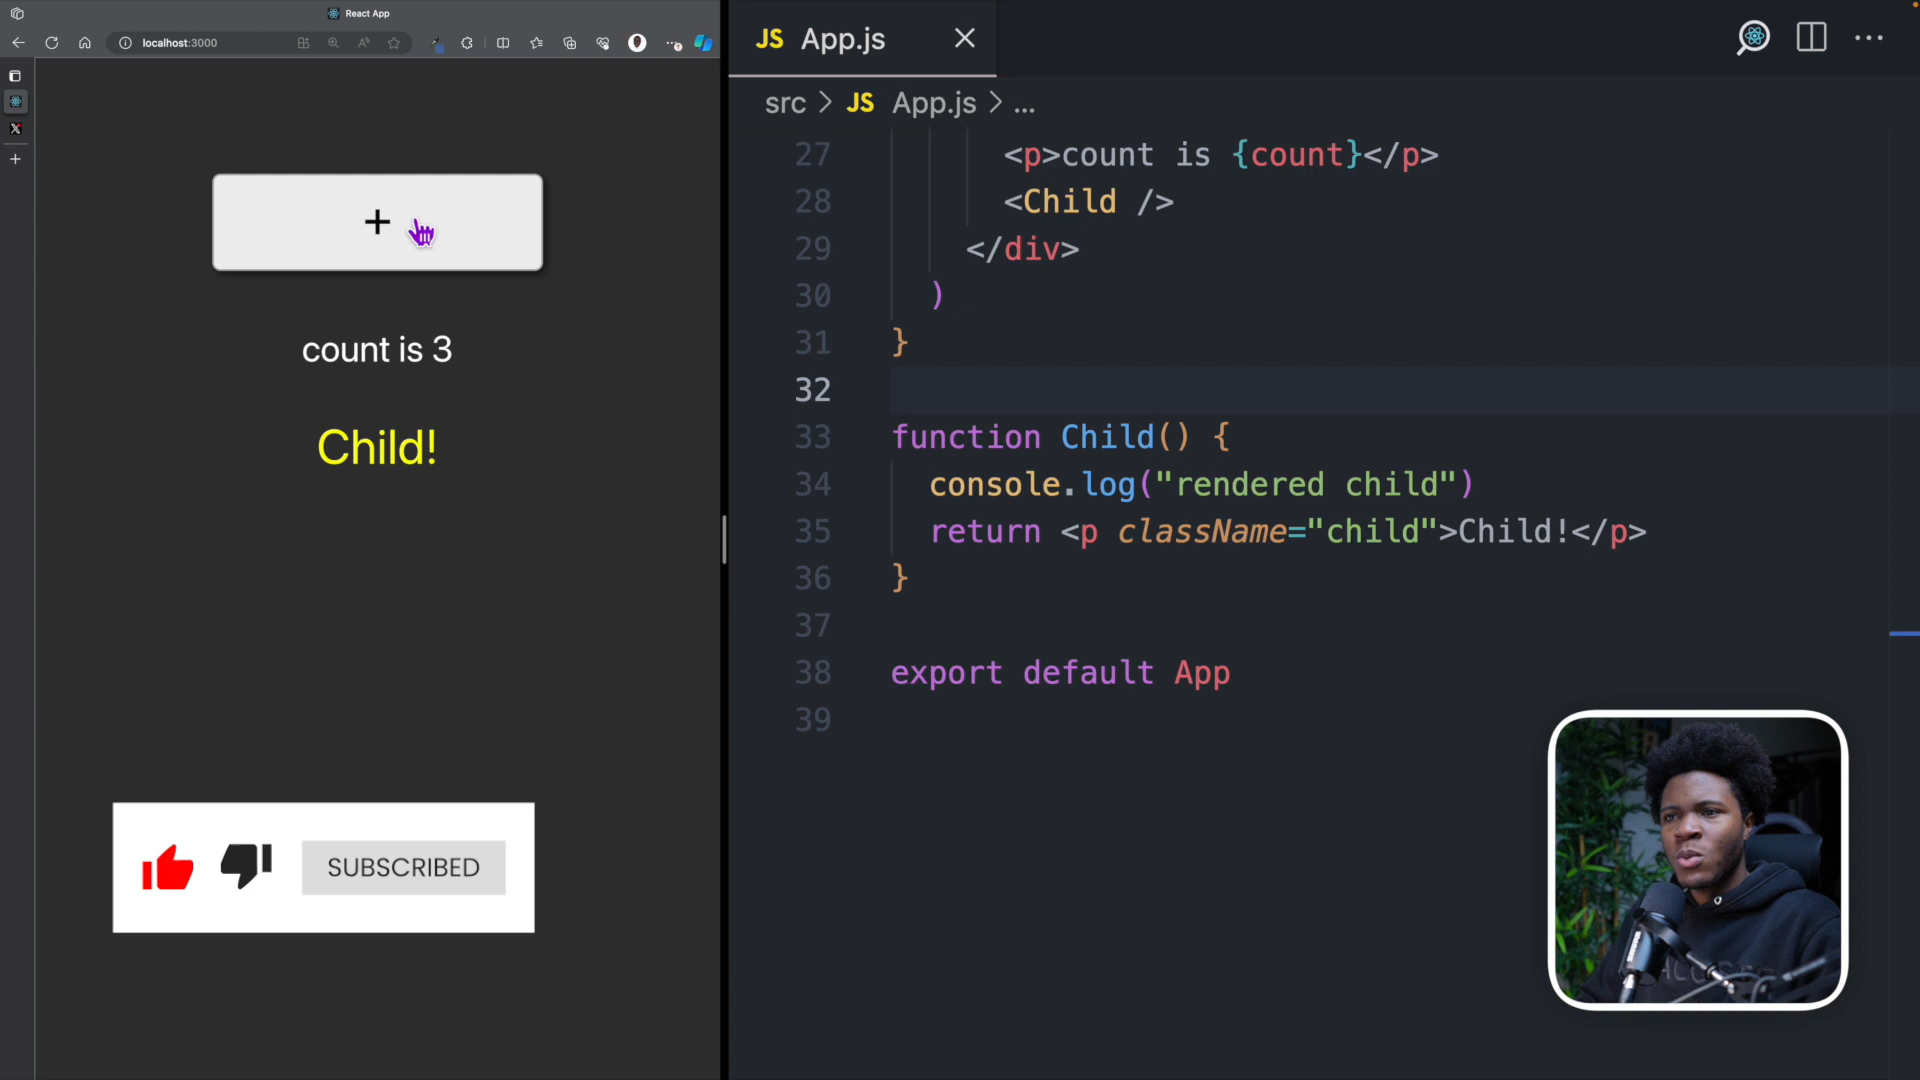 React App
localhost:3000
+
count is 3
Child!
SUBSCRIBED
JS App.js
src > JS App.js > ...
27 <p>count is {count}</p>
28 <Child />
29 </div>
30 )
31 }
32
33 function Child() {
34 console.log("rendered child")
35 return <p className="child">Child!</p>
36 }
37
38 export default App
39